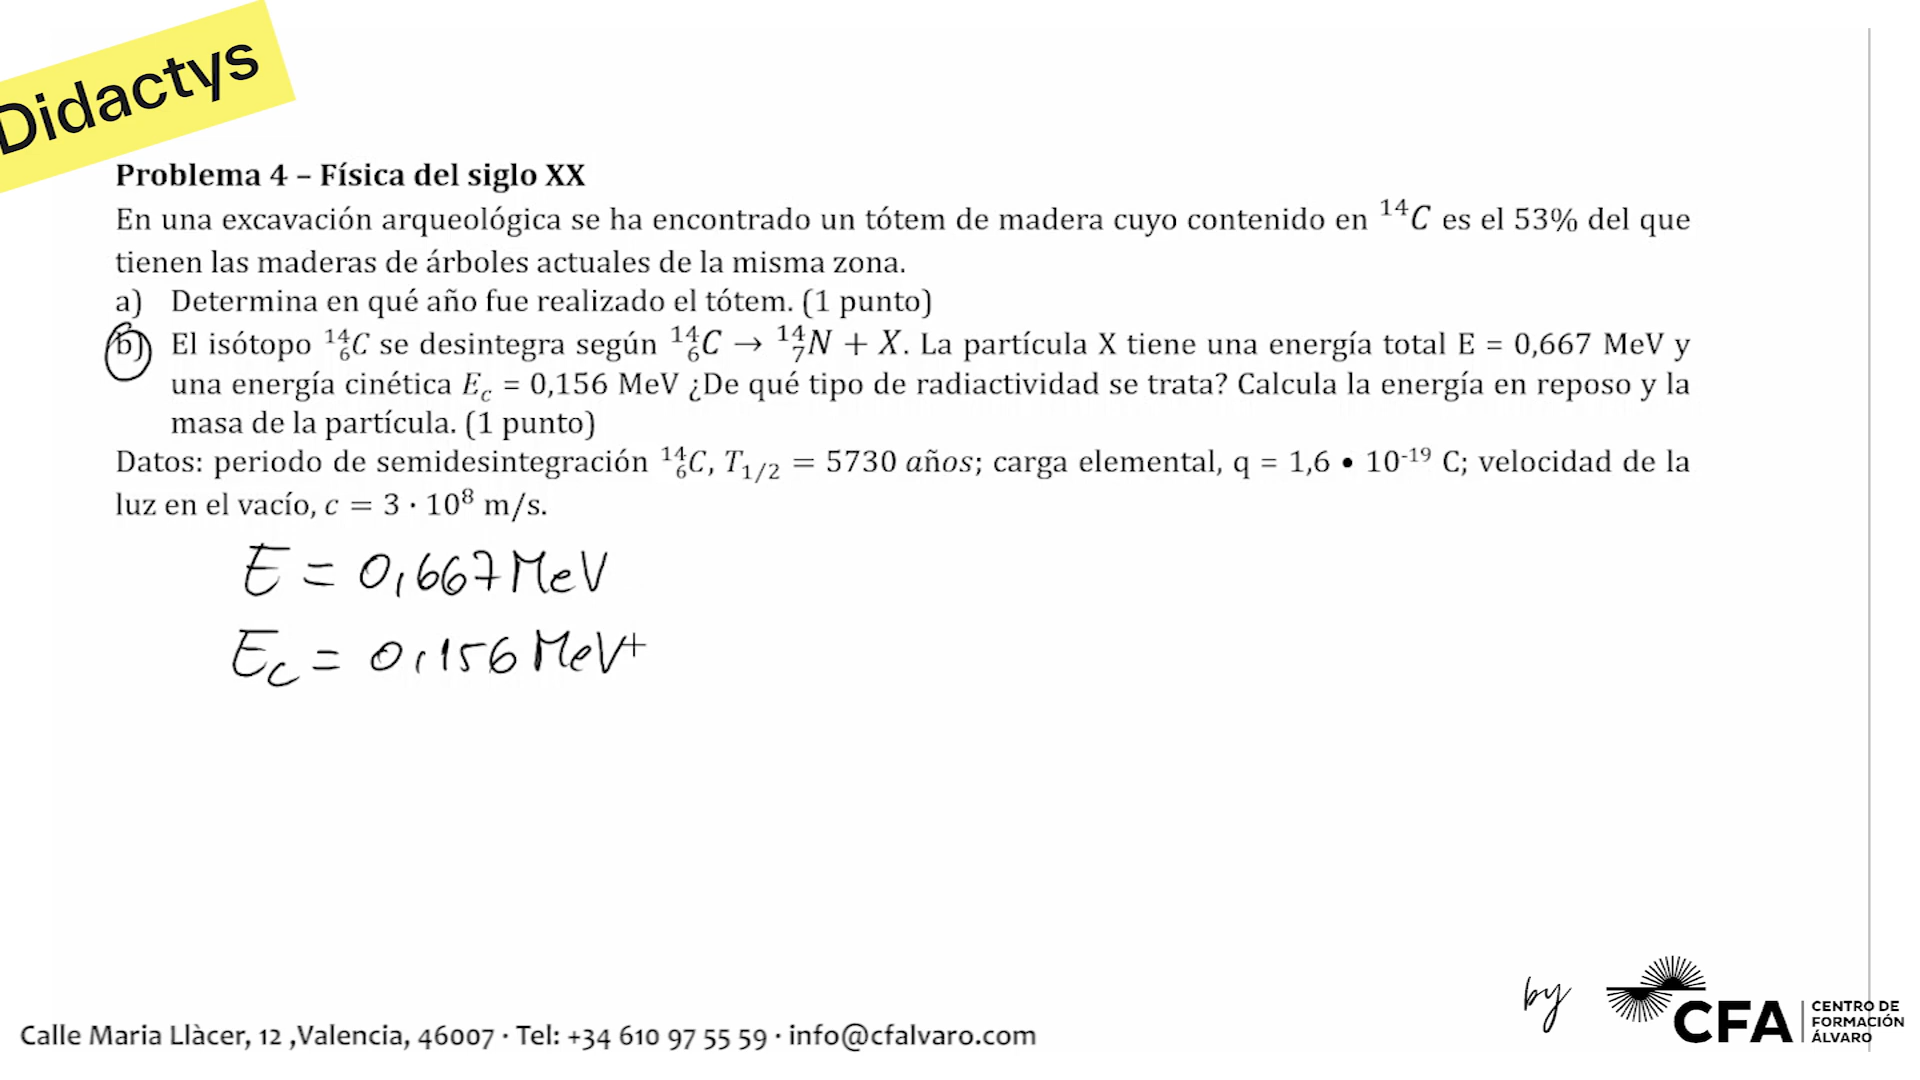 Didactys
Problema 4 – Física del siglo XX
En una excavación arqueológica se ha encontrado un tótem de madera cuyo contenido en ¹⁴C es el 53% del que
tienen las maderas de árboles actuales de la misma zona.
a) Determina en qué año fue realizado el tótem. (1 punto)
b) El isótopo ¹⁴₆C se desintegra según ¹⁴₆C → ¹⁴₇N + X. La partícula X tiene una energía total E = 0,667 MeV y
una energía cinética E_c = 0,156 MeV ¿De qué tipo de radiactividad se trata? Calcula la energía en reposo y la
masa de la partícula. (1 punto)
Datos: periodo de semidesintegración ¹⁴₆C, T₁/₂ = 5730 años; carga elemental, q = 1,6 • 10⁻¹⁹ C; velocidad de la
luz en el vacío, c = 3 · 10⁸ m/s.
E = 0,667 MeV
E_c = 0,156 MeV+
by
CFA
CENTRO DE
FORMACIÓN
ÁLVARO
Calle Maria Llàcer, 12 ,Valencia, 46007 · Tel: +34 610 97 55 59 · info@cfalvaro.com